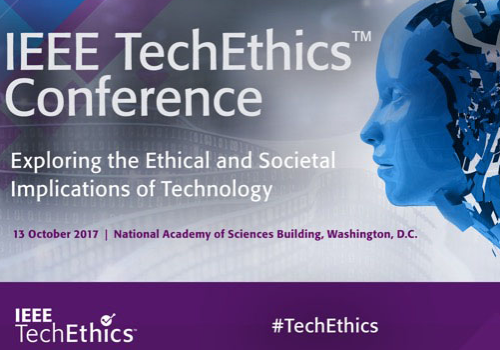 IEEE TechEthics™
Conference
Exploring the Ethical and Societal
Implications of Technology
13 October 2017 | National Academy of Sciences Building, Washington, D.C.
IEEE
TechEthics™
#TechEthics